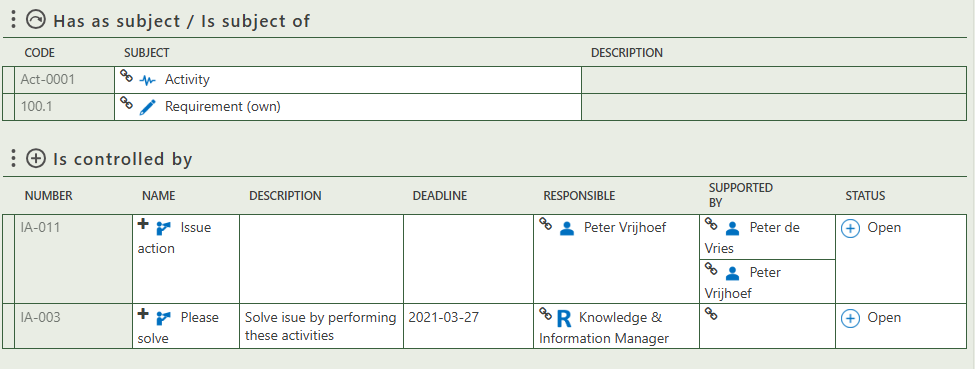 Has as subject / Is subject of
CODE SUBJECT DESCRIPTION
Act-0001 Activity
100.1 Requirement (own)
Is controlled by
NUMBER NAME DESCRIPTION DEADLINE RESPONSIBLE SUPPORTED BY STATUS
IA-011 Issue action Peter Vrijhoef Peter de Vries Open
Peter Vrijhoef
IA-003 Please solve Solve isue by performing these activities 2021-03-27 R Knowledge & Information Manager Open